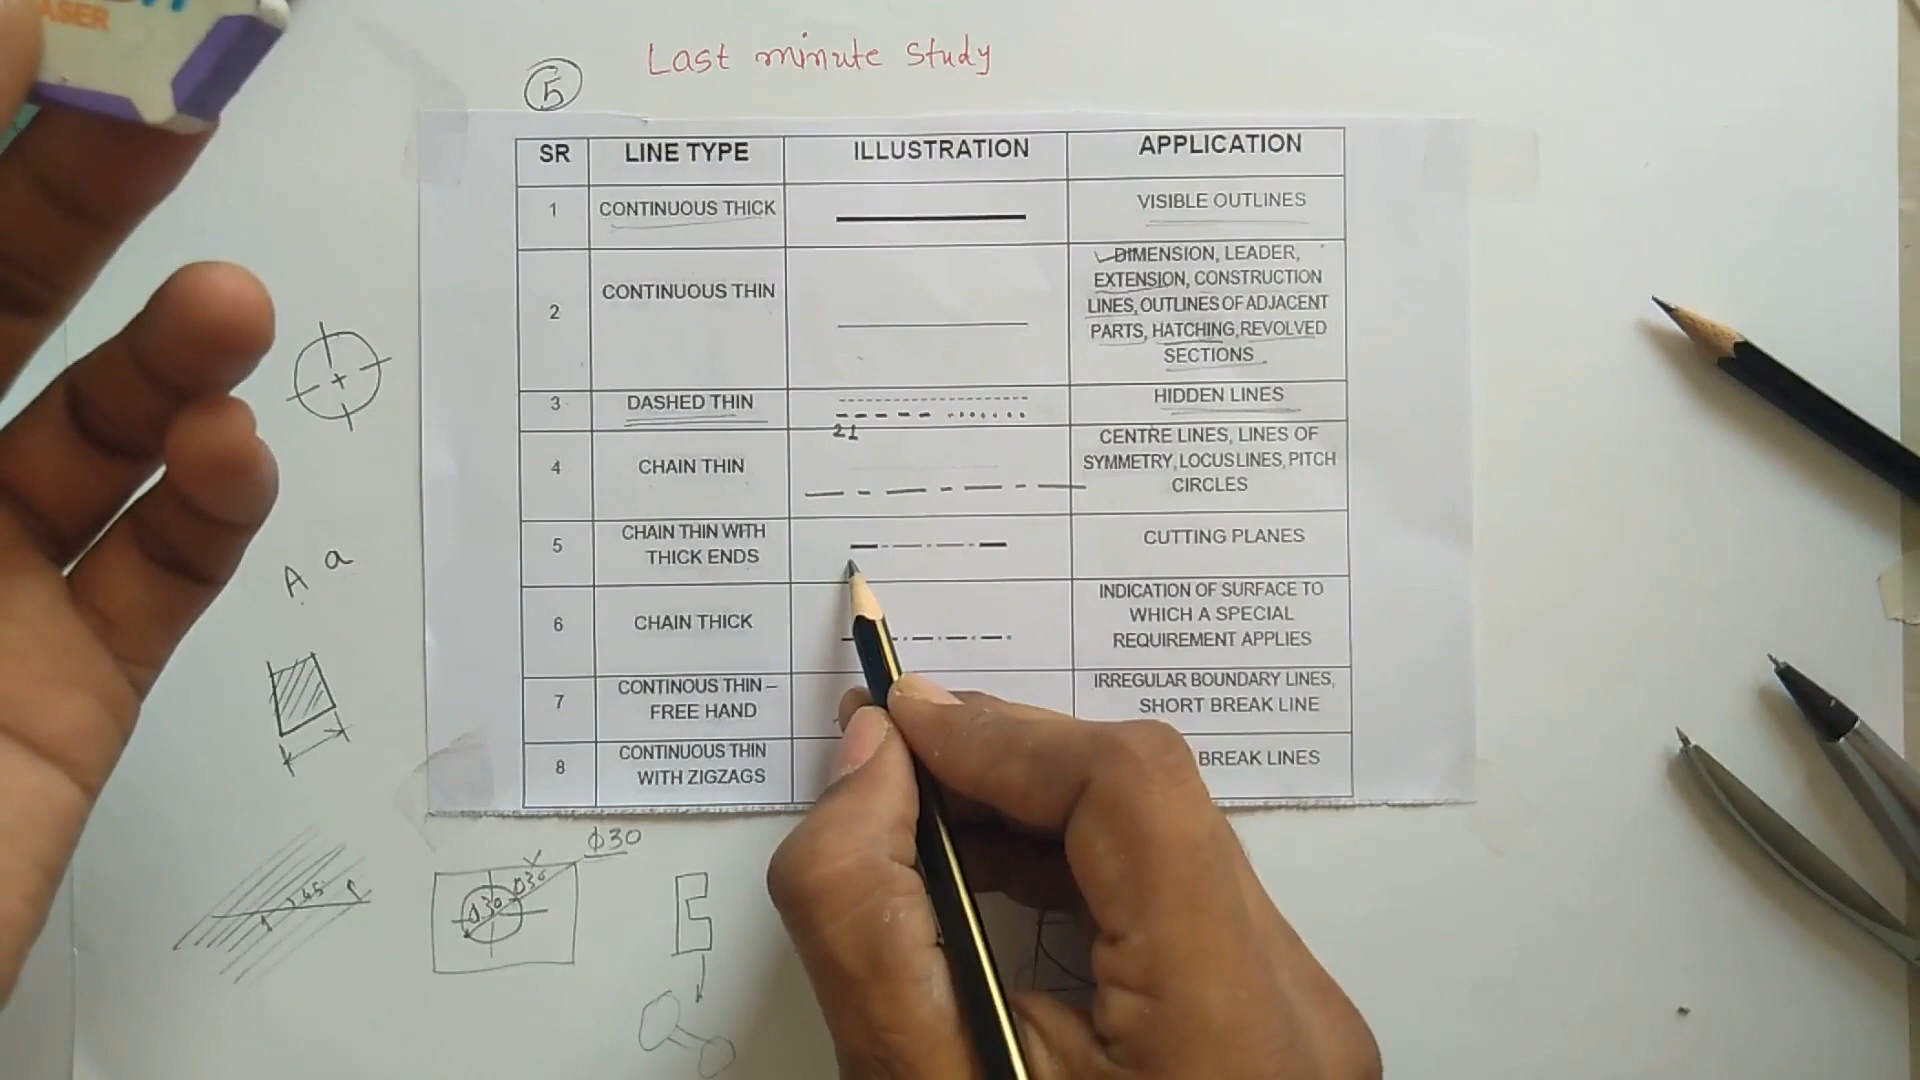 ASER
Last minute study
5
SR LINE TYPE ILLUSTRATION APPLICATION
1 CONTINUOUS THICK VISIBLE OUTLINES
2 CONTINUOUS THIN DIMENSION, LEADER,
EXTENSION, CONSTRUCTION
LINES, OUTLINES OF ADJACENT
PARTS, HATCHING, REVOLVED
SECTIONS
3 DASHED THIN HIDDEN LINES
21
4 CHAIN THIN CENTRE LINES, LINES OF
SYMMETRY, LOCUS LINES, PITCH
CIRCLES
5 CHAIN THIN WITH
THICK ENDS CUTTING PLANES
6 CHAIN THICK INDICATION OF SURFACE TO
WHICH A SPECIAL
REQUIREMENT APPLIES
7 CONTINOUS THIN –
FREE HAND IRREGULAR BOUNDARY LINES,
SHORT BREAK LINE
8 CONTINUOUS THIN
WITH ZIGZAGS BREAK LINES
A a
45
ϕ30